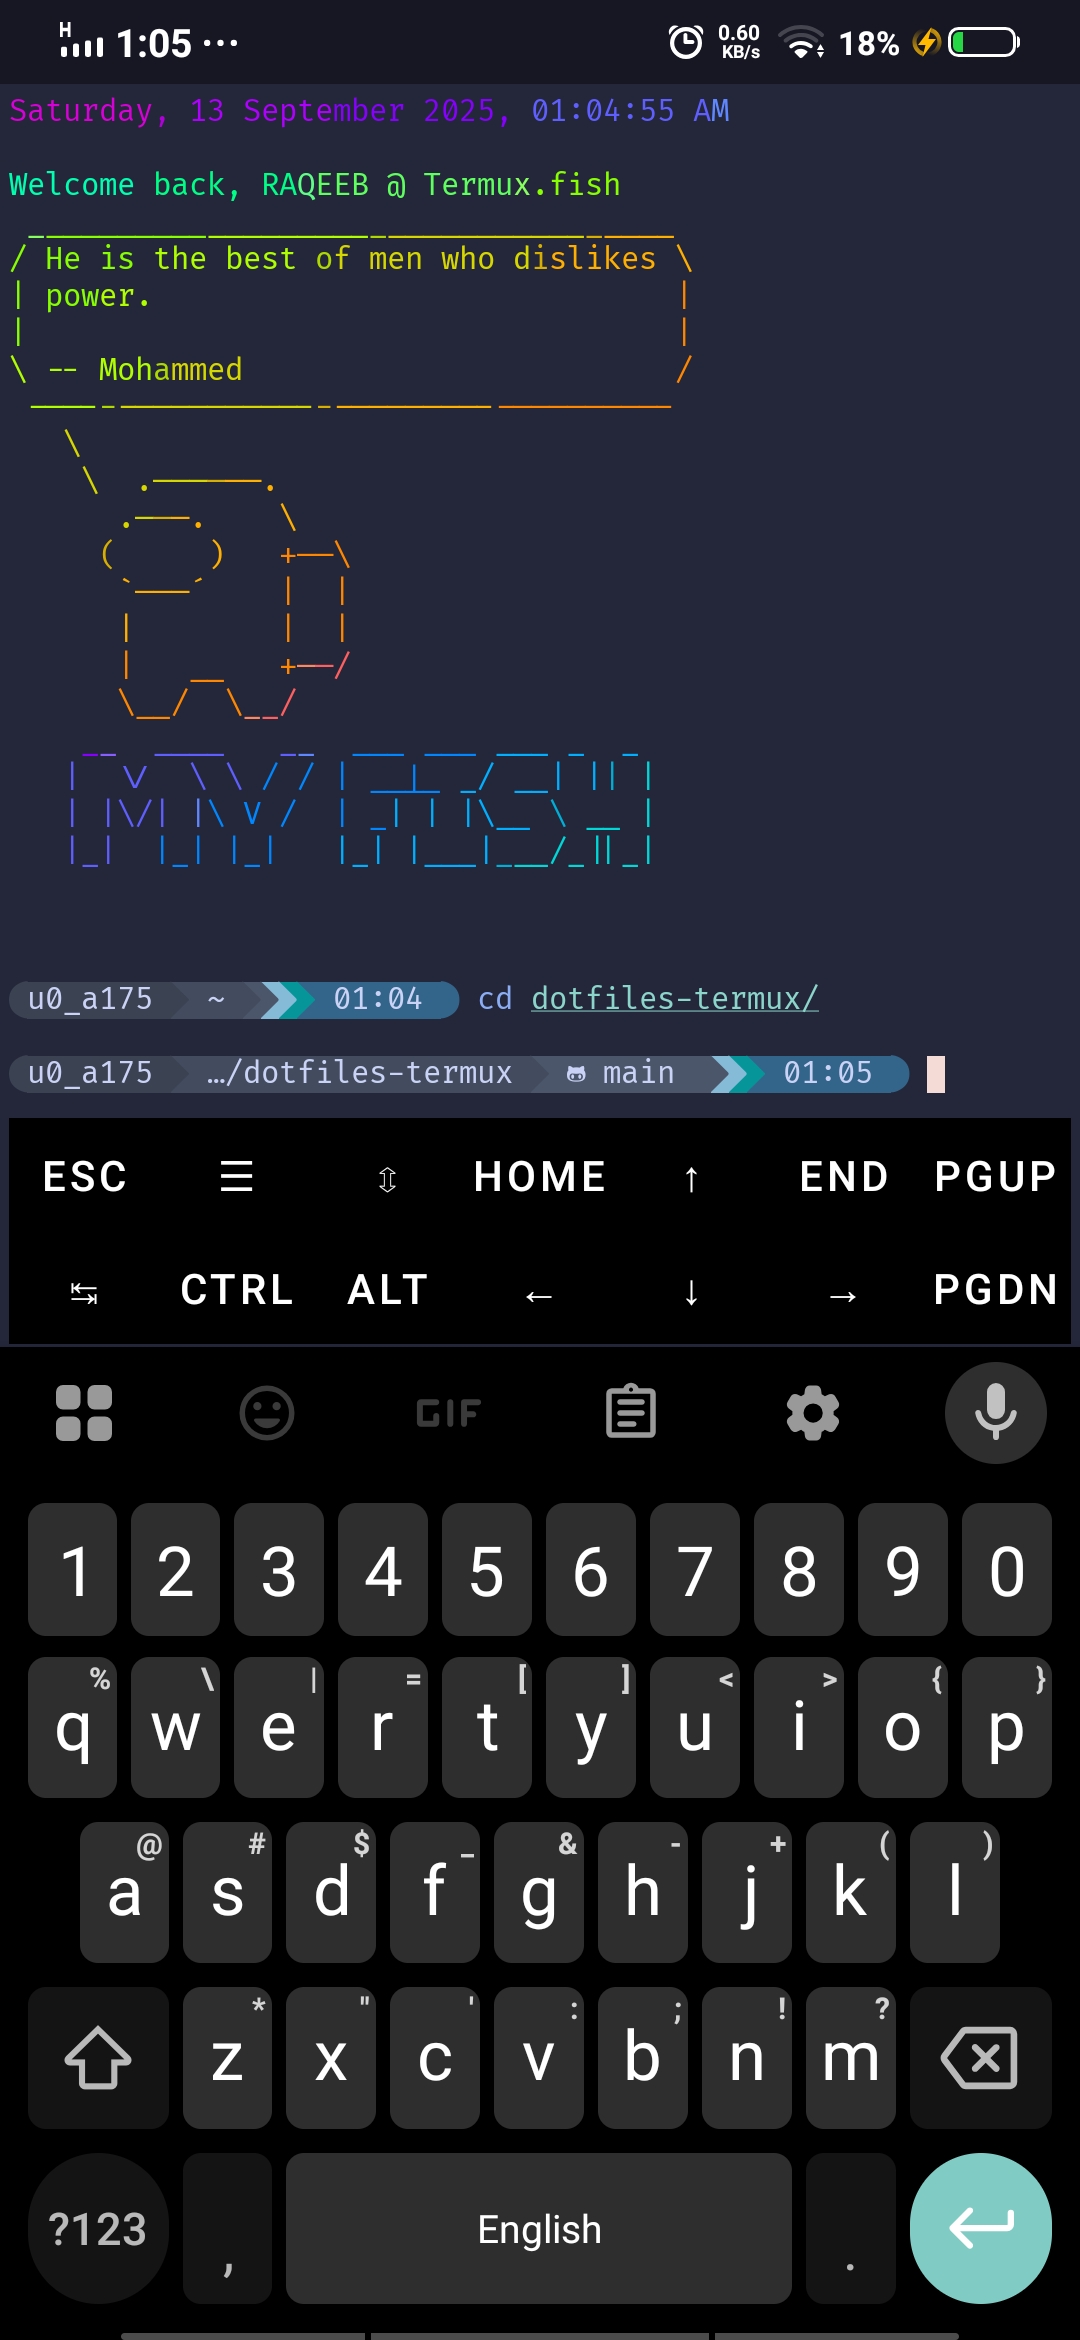 H 1:05 ... 0.60 KB/s 18%
Saturday, 13 September 2025, 01:04:55 AM
Welcome back, RAQEEB @ Termux.fish
/ He is the best of men who dislikes \
| power. |
| |
\ -- Mohammed /
MY FISH
u0_a175 ~ 01:04 cd dotfiles-termux/
u0_a175 …/dotfiles-termux main 01:05
ESC ☰ ⇳ HOME ↑ END PGUP
↹ CTRL ALT ← ↓ → PGDN
GIF
1 2 3 4 5 6 7 8 9 0
% \ | = [ ] < > { }
q w e r t y u i o p
@ # $ _ & - + ( )
a s d f g h j k l
* " ' : ; ! ?
z x c v b n m
?123 , English .